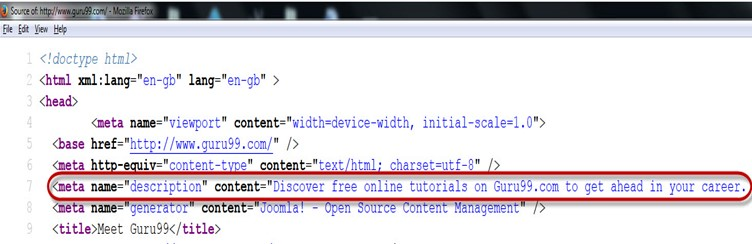 Source of: http://www.guru99.com/ - Mozilla Firefox
File Edit View Help
1 <!doctype html>
2 <html xml:lang="en-gb" lang="en-gb" >
3 <head>
4 <meta name="viewport" content="width=device-width, initial-scale=1.0">
5 <base href="http://www.guru99.com/" />
6 <meta http-equiv="content-type" content="text/html; charset=utf-8" />
7 <meta name="description" content="Discover free online tutorials on Guru99.com to get ahead in your career.
8 <meta name="generator" content="Joomla! - Open Source Content Management" />
9 <title>Meet Guru99</title>